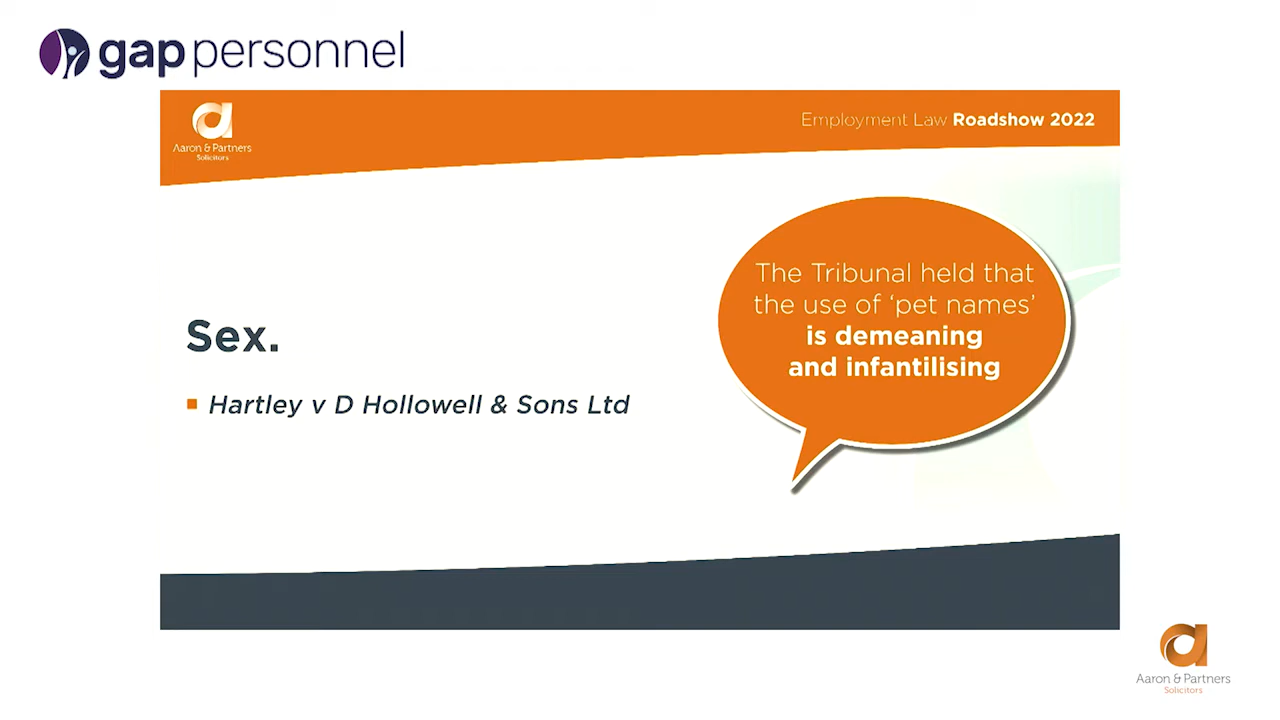 gap personnel
Aaron & Partners
Solicitors
Employment Law Roadshow 2022
The Tribunal held that
the use of ‘pet names’
is demeaning
and infantilising
Sex.
Hartley v D Hollowell & Sons Ltd
Aaron & Partners
Solicitors